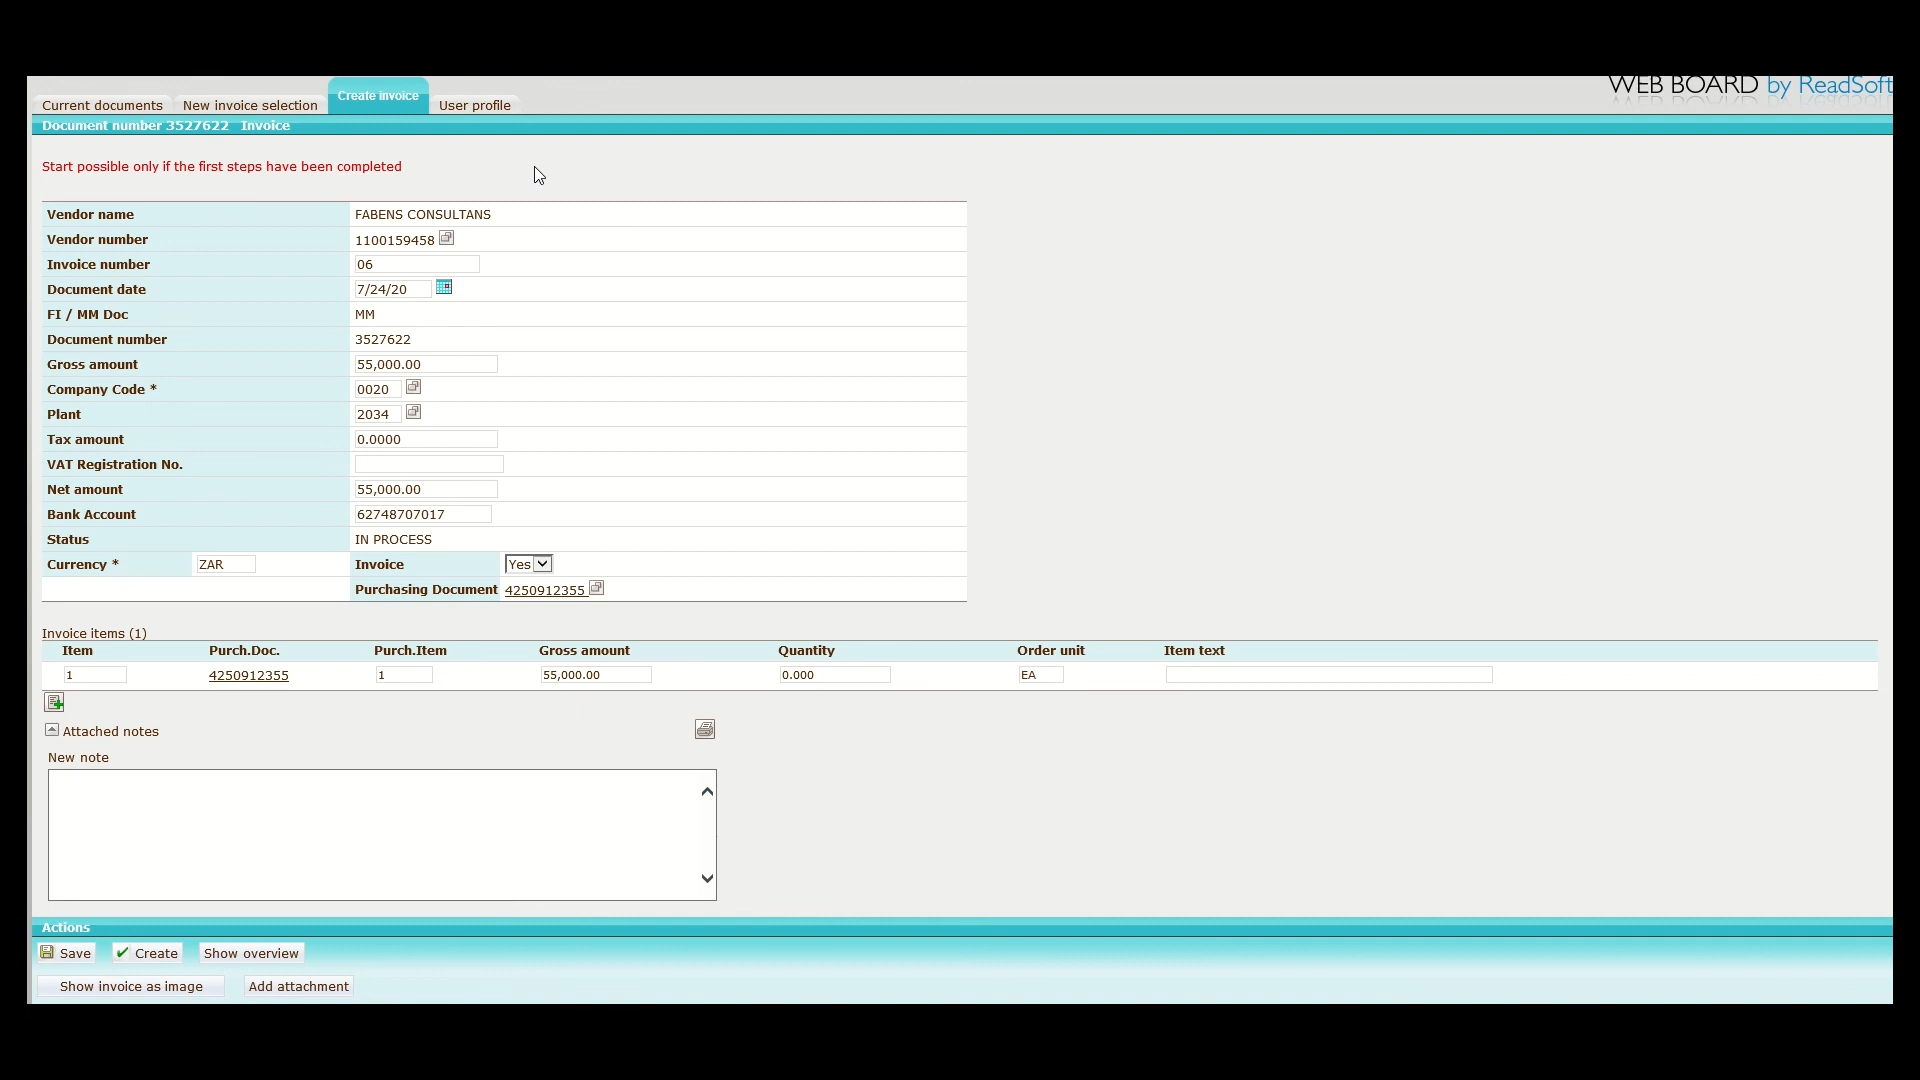 WEB BOARD by ReadSoft
Current documents New invoice selection Create invoice User profile
Document number 3527622 Invoice
Start possible only if the first steps have been completed
Vendor name FABENS CONSULTANS
Vendor number 1100159458
Invoice number 06
Document date 7/24/20
FI / MM Doc MM
Document number 3527622
Gross amount 55,000.00
Company Code * 0020
Plant 2034
Tax amount 0.0000
VAT Registration No.
Net amount 55,000.00
Bank Account 62748707017
Status IN PROCESS
Currency * ZAR Invoice Yes
Purchasing Document 4250912355
Invoice items (1)
Item Purch.Doc. Purch.Item Gross amount Quantity Order unit Item text
1 4250912355 1 55,000.00 0.000 EA
Attached notes
New note
Actions
Save Create Show overview
Show invoice as image Add attachment